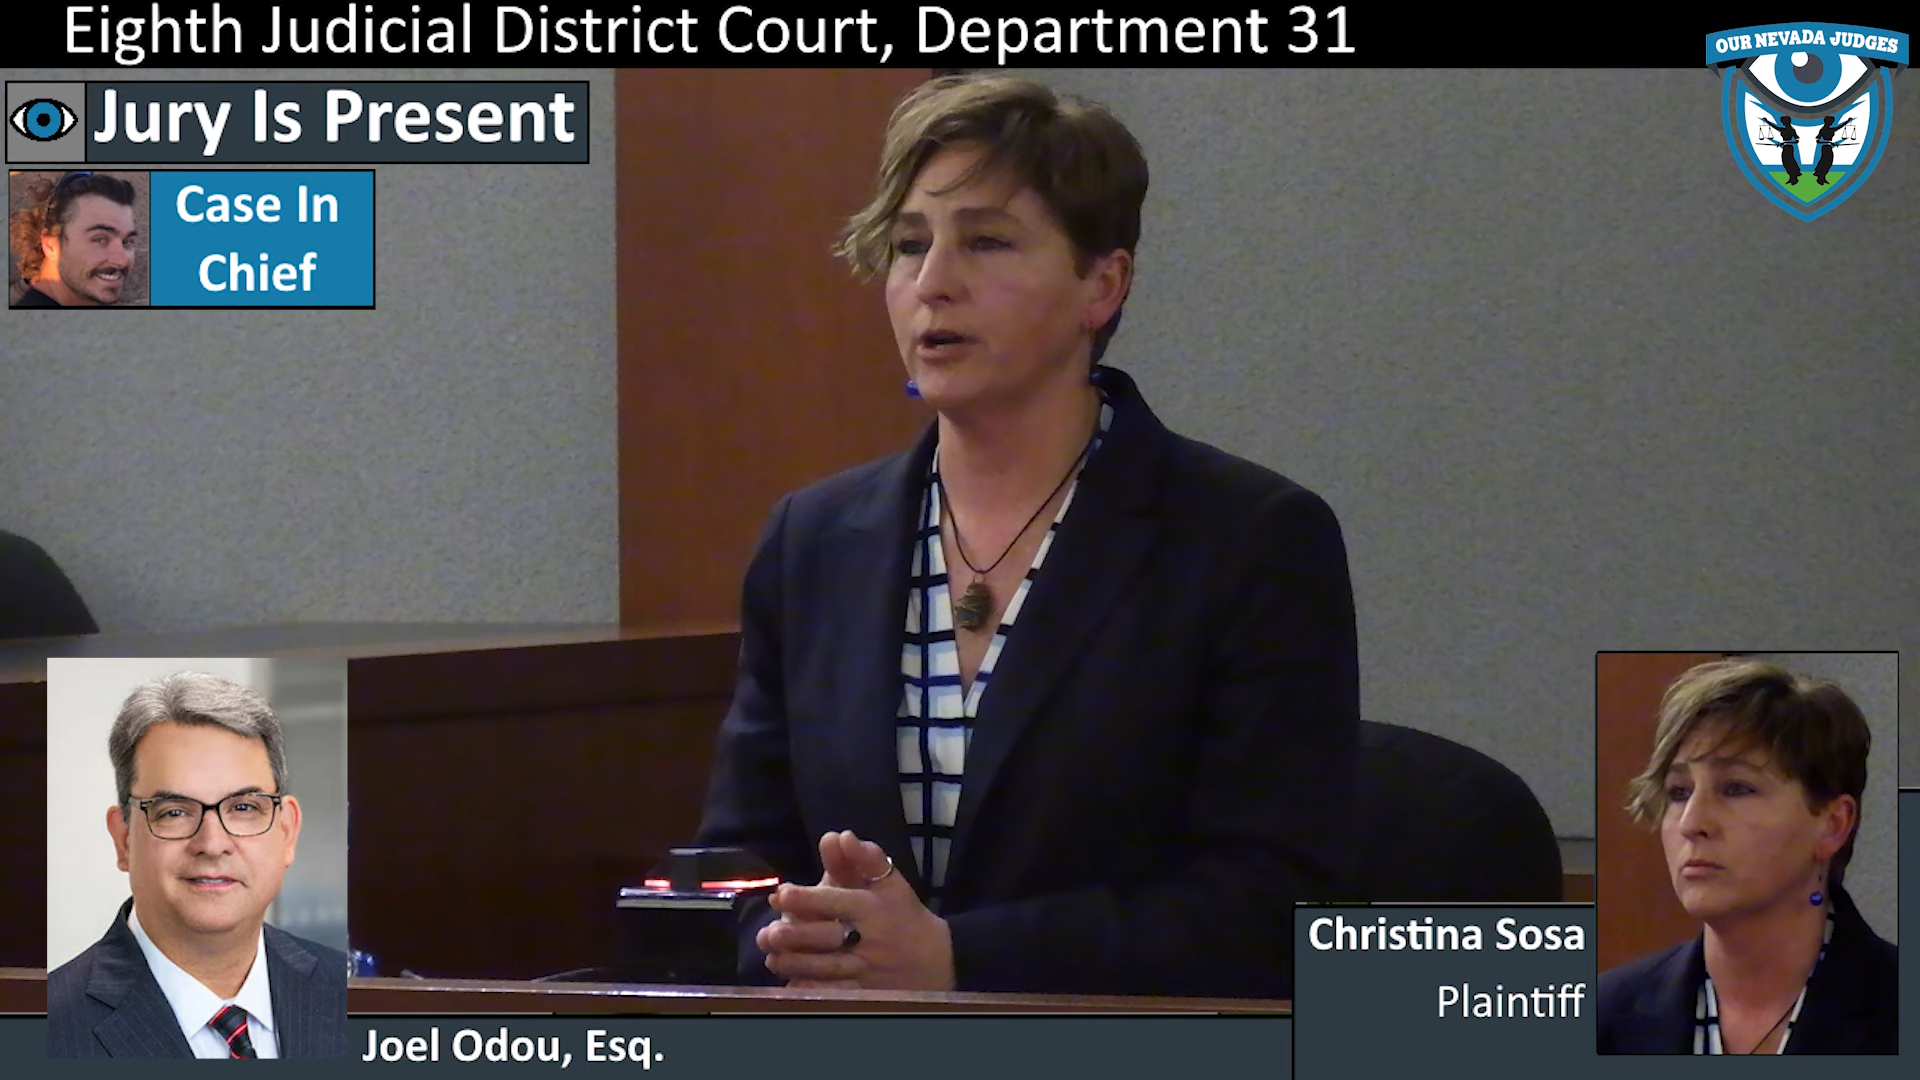 Eighth Judicial District Court, Department 31
OUR NEVADA JUDGES
Jury Is Present
Case In
Chief
Christina Sosa
Plaintiff
Joel Odou, Esq.